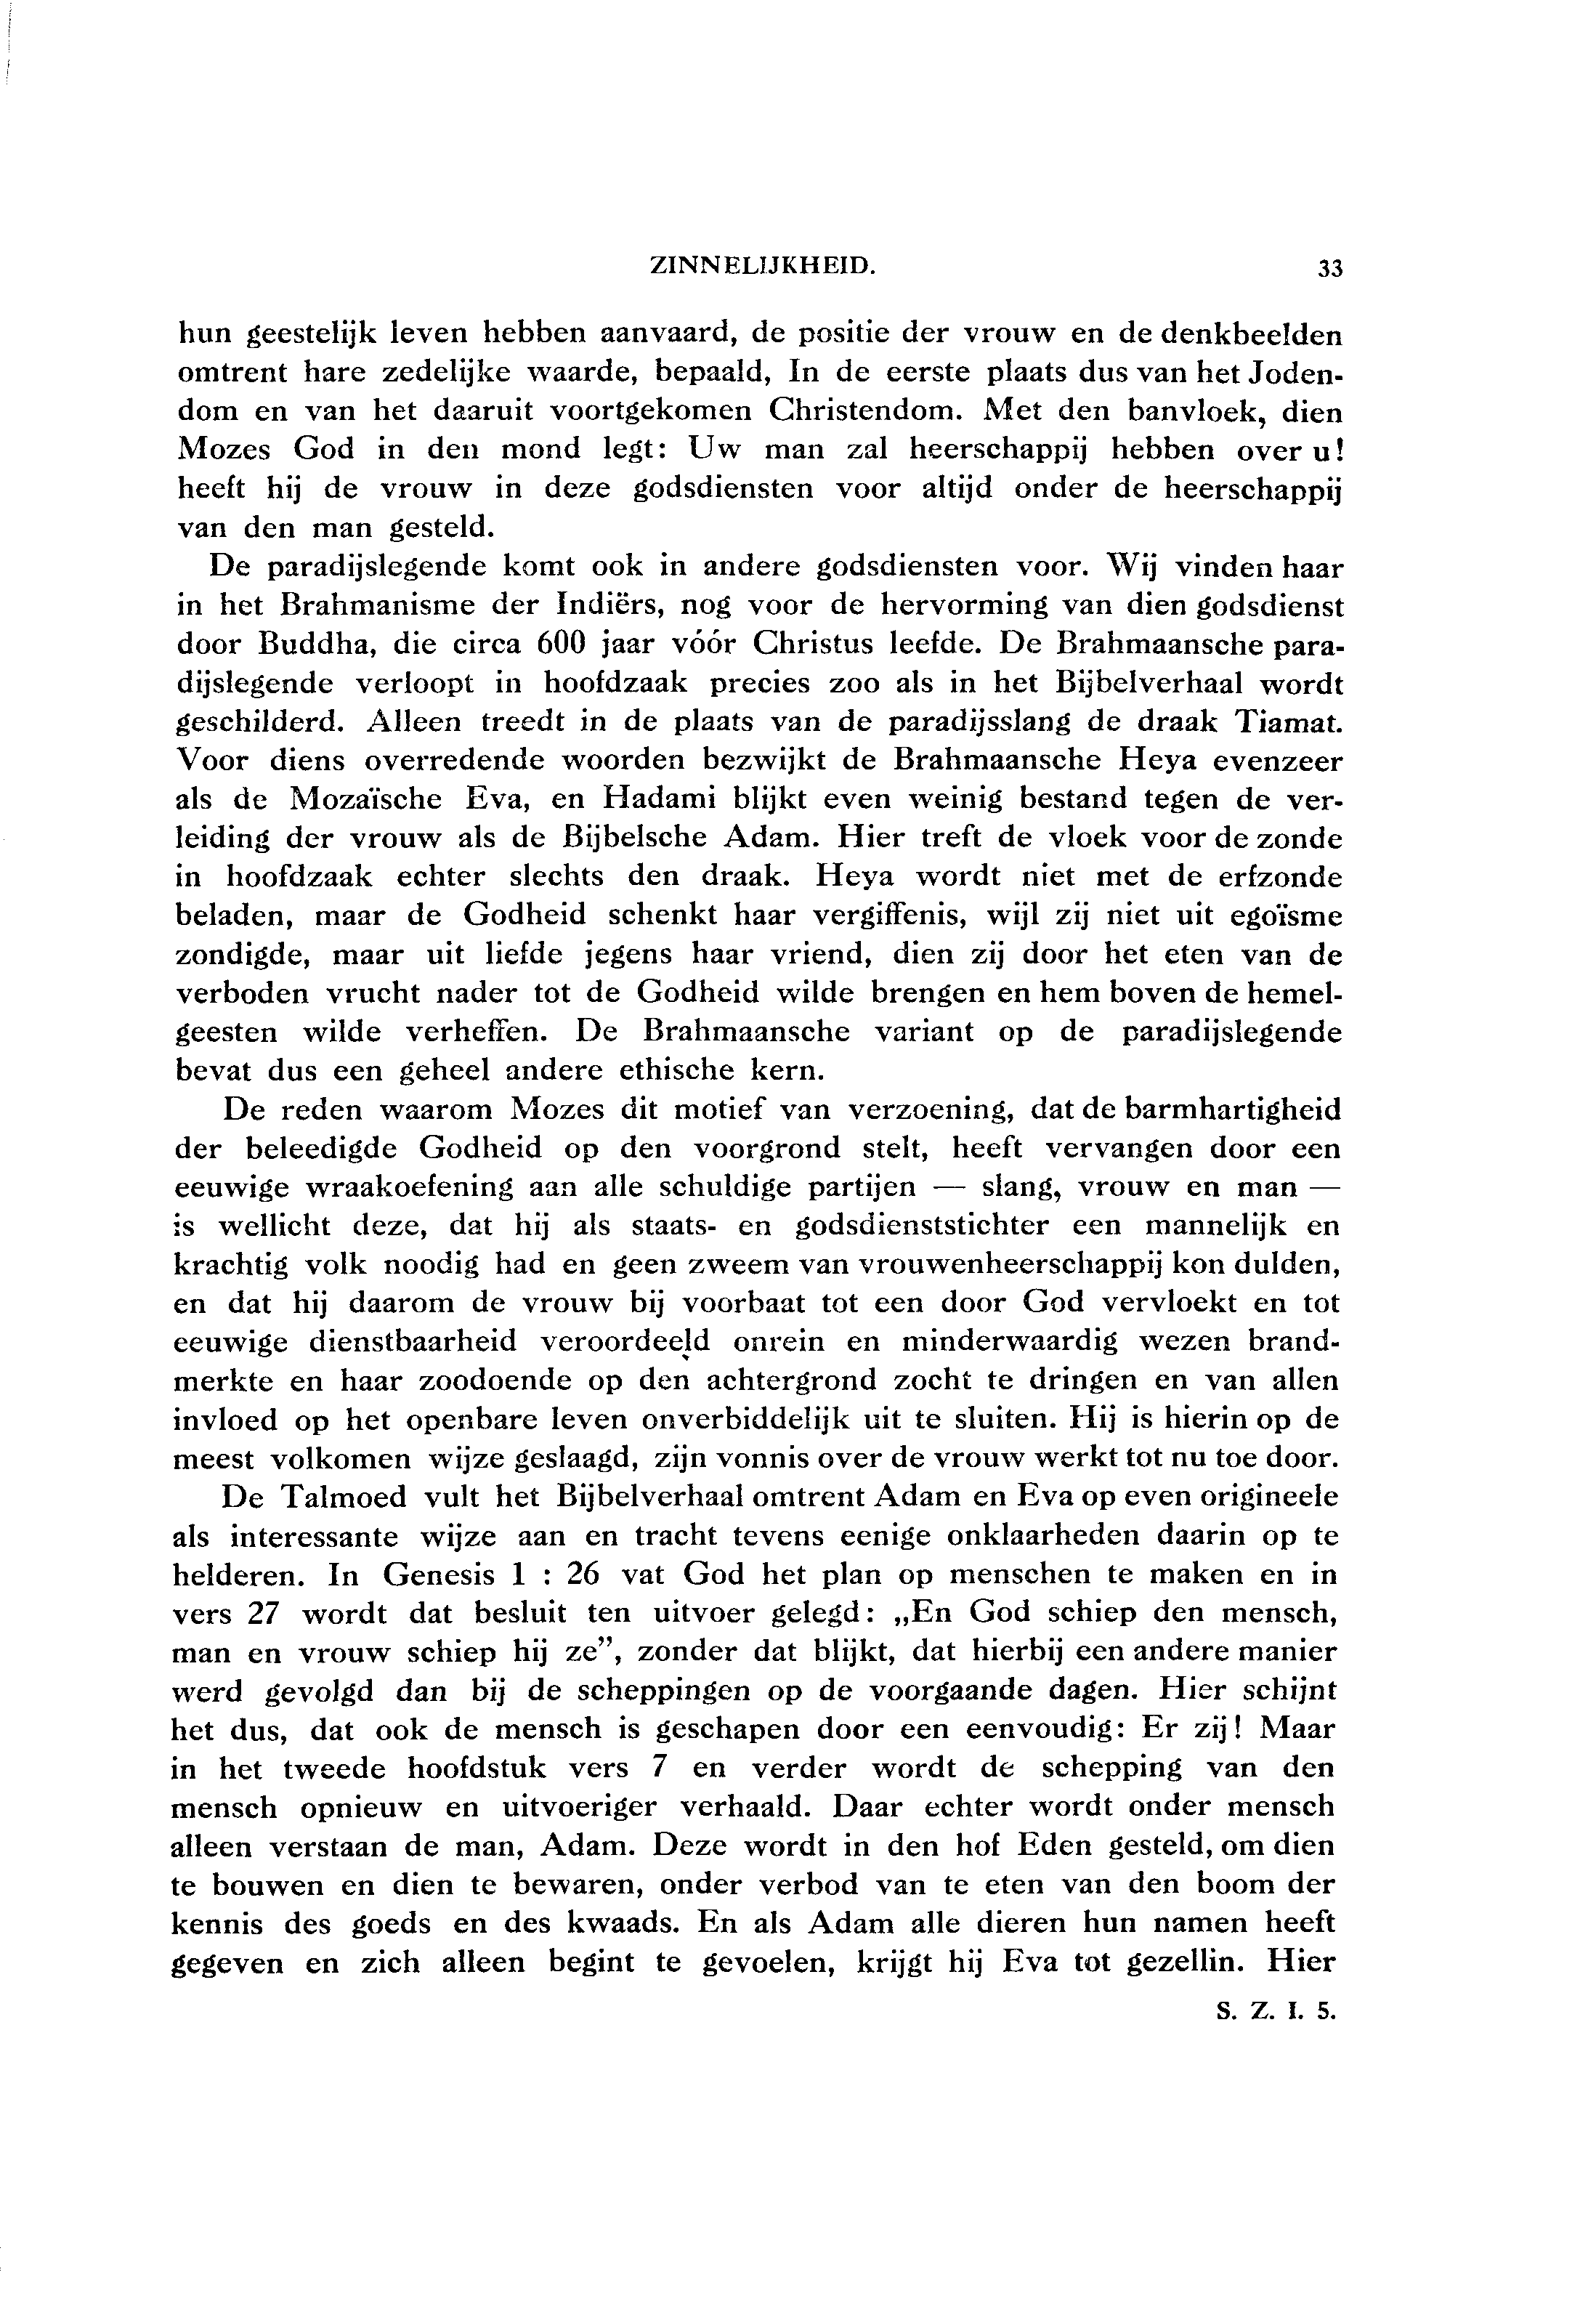 ZINNELIJKHEID. 33
hun geestelijk leven hebben aanvaard, de positie der vrouw en de denkbeelden
omtrent hare zedelijke waarde, bepaald, In de eerste plaats dus van het Joden-
dom en van het daaruit voortgekomen Christendom. Met den banvloek, dien
Mozes God in den mond legt: Uw man zal heerschappij hebben over u!
heeft hij de vrouw in deze godsdiensten voor altijd onder de heerschappij
van den man gesteld.
De paradijslegende komt ook in andere godsdiensten voor. Wij vinden haar
in het Brahmanisme der Indiërs, nog voor de hervorming van dien godsdienst
door Buddha, die circa 600 jaar vóór Christus leefde. De Brahmaansche para-
dijslegende verloopt in hoofdzaak precies zoo als in het Bijbelverhaal wordt
geschilderd. Alleen treedt in de plaats van de paradijsslang de draak Tiamat.
Voor diens overredende woorden bezwijkt de Brahmaansche Heya evenzeer
als de Mozaïsche Eva, en Hadami blijkt even weinig bestand tegen de ver-
leiding der vrouw als de Bijbelsche Adam. Hier treft de vloek voor de zonde
in hoofdzaak echter slechts den draak. Heya wordt niet met de erfzonde
beladen, maar de Godheid schenkt haar vergiffenis, wijl zij niet uit egoïsme
zondigde, maar uit liefde jegens haar vriend, dien zij door het eten van de
verboden vrucht nader tot de Godheid wilde brengen en hem boven de hemel-
geesten wilde verheffen. De Brahmaansche variant op de paradijslegende
bevat dus een geheel andere ethische kern.
De reden waarom Mozes dit motief van verzoening, dat de barmhartigheid
der beleedigde Godheid op den voorgrond stelt, heeft vervangen door een
eeuwige wraakoefening aan alle schuldige partijen — slang, vrouw en man —
is wellicht deze, dat hij als staats- en godsdienststichter een mannelijk en
krachtig volk noodig had en geen zweem van vrouwenheerschappij kon dulden,
en dat hij daarom de vrouw bij voorbaat tot een door God vervloekt en tot
eeuwige dienstbaarheid veroordeeld onrein en minderwaardig wezen brand-
merkte en haar zoodoende op den achtergrond zocht te dringen en van allen
invloed op het openbare leven onverbiddelijk uit te sluiten. Hij is hierin op de
meest volkomen wijze geslaagd, zijn vonnis over de vrouw werkt tot nu toe door.
De Talmoed vult het Bijbelverhaal omtrent Adam en Eva op even origineele
als interessante wijze aan en tracht tevens eenige onklaarheden daarin op te
helderen. In Genesis 1 : 26 vat God het plan op menschen te maken en in
vers 27 wordt dat besluit ten uitvoer gelegd: „En God schiep den mensch,
man en vrouw schiep hij ze”, zonder dat blijkt, dat hierbij een andere manier
werd gevolgd dan bij de scheppingen op de voorgaande dagen. Hier schijnt
het dus, dat ook de mensch is geschapen door een eenvoudig: Er zij! Maar
in het tweede hoofdstuk vers 7 en verder wordt de schepping van den
mensch opnieuw en uitvoeriger verhaald. Daar echter wordt onder mensch
alleen verstaan de man, Adam. Deze wordt in den hof Eden gesteld, om dien
te bouwen en dien te bewaren, onder verbod van te eten van den boom der
kennis des goeds en des kwaads. En als Adam alle dieren hun namen heeft
gegeven en zich alleen begint te gevoelen, krijgt hij Eva tot gezellin. Hier
S. Z. I. 5.